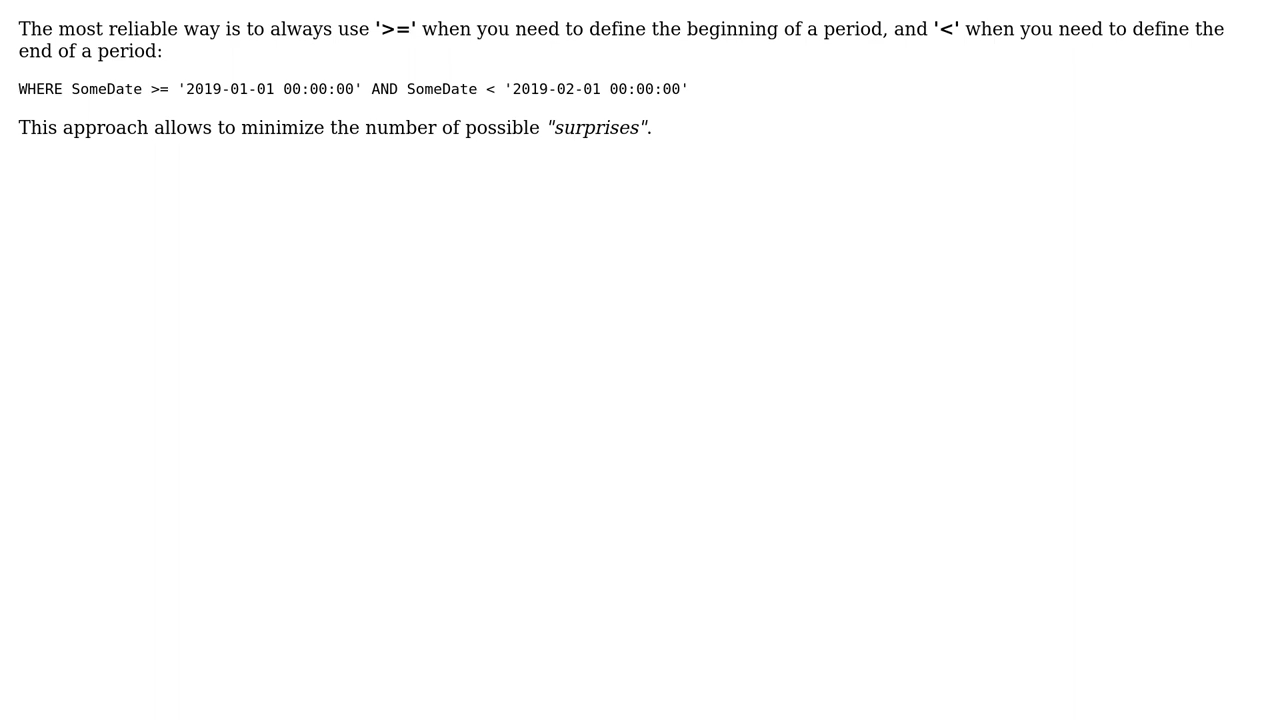 The most reliable way is to always use '>=' when you need to define the beginning of a period, and '<' when you need to define the
end of a period:
WHERE SomeDate >= '2019-01-01 00:00:00' AND SomeDate < '2019-02-01 00:00:00'
This approach allows to minimize the number of possible "surprises".